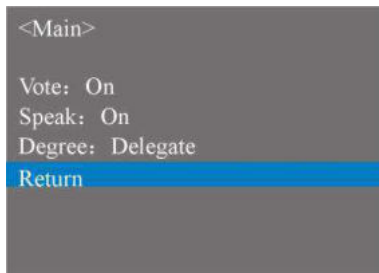 <Main>
Vote：On
Speak：On
Degree：Delegate
Return